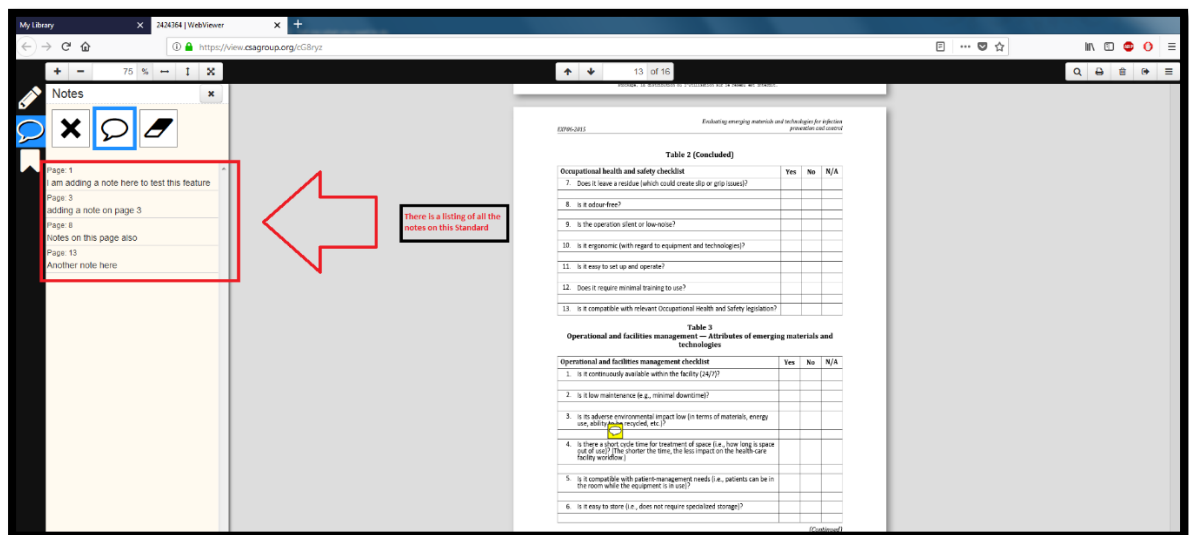 My Library
2424364 | WebViewer
https://view.csagroup.org/cGBryz
75 %
13 of 16
Notes
Page: 1
I am adding a note here to test this feature
Page: 3
adding a note on page 3
Page: 8
Notes on this page also
Page: 13
Another note here
There is a listing of all the
notes on this Standard
Evaluating emerging materials and technologies for infection
EXP06-2015 prevention and control
Table 2 (Concluded)
Occupational health and safety checklist Yes No N/A
7. Does it leave a residue (which could create slip or grip issues)?
8. Is it odour-free?
9. Is the operation silent or low-noise?
10. Is it ergonomic (with regard to equipment and technologies)?
11. Is it easy to set up and operate?
12. Does it require minimal training to use?
13. Is it compatible with relevant Occupational Health and Safety legislation?
Table 3
Operational and facilities management — Attributes of emerging materials and
technologies
Operational and facilities management checklist Yes No N/A
1. Is it continuously available within the facility (24/7)?
2. Is it low maintenance (e.g., minimal downtime)?
3. Is its adverse environmental impact low (in terms of materials, energy
use, ability to be recycled, etc.)?
4. Is there a short cycle time for treatment of space (i.e., how long is space
out of use)? (The shorter the time, the less impact on the health-care
facility workflow.)
5. Is it compatible with patient-management needs (i.e., patients can be in
the room while the equipment is in use)?
6. Is it easy to store (i.e., does not require specialized storage)?
(Continued)